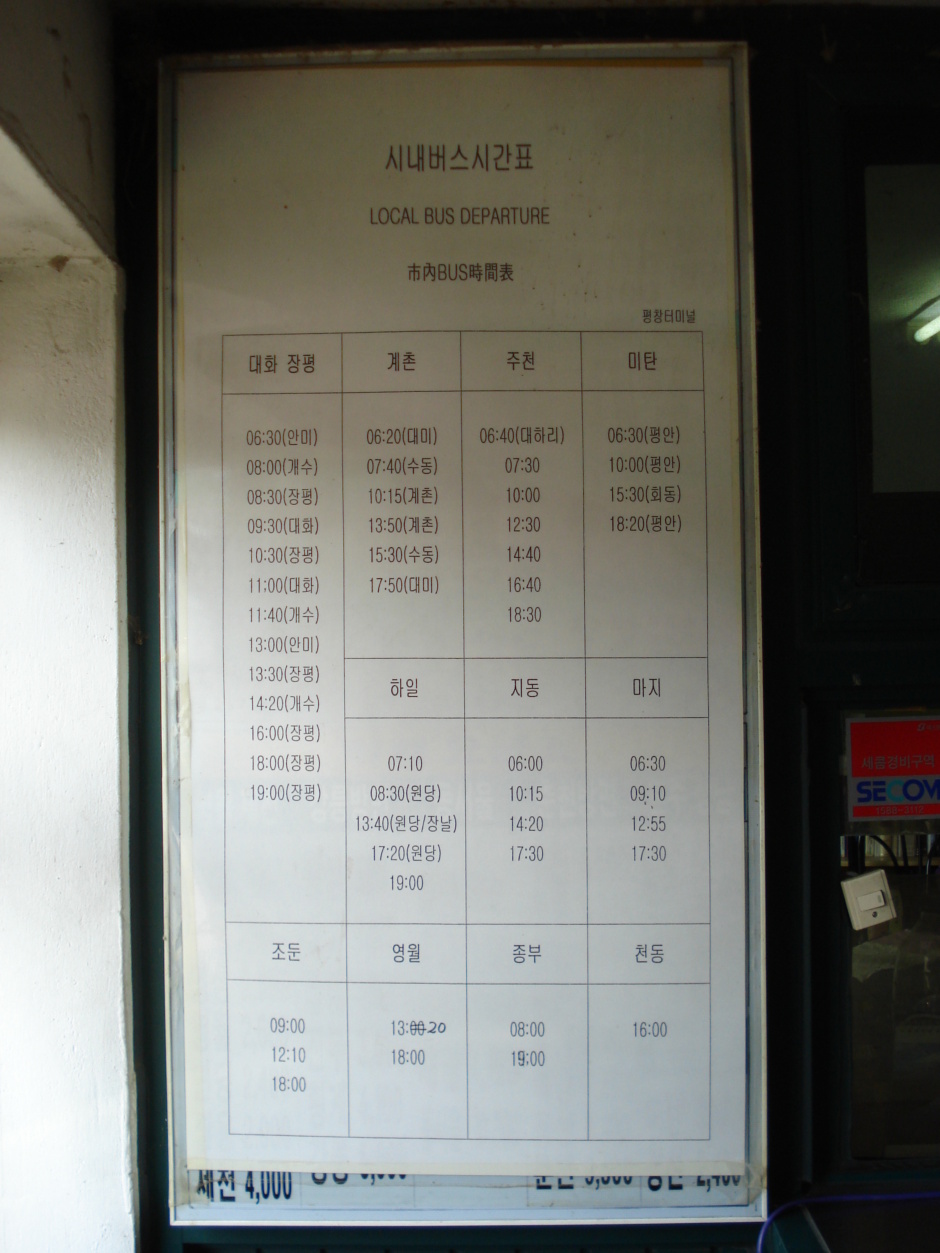 시내버스시간표
LOCAL BUS DEPARTURE
市內BUS時間表
평창터미널
대화 장평
06:30(안미)
08:00(개수)
08:30(장평)
09:30(대화)
10:30(장평)
11:00(대화)
11:40(개수)
13:00(안미)
13:30(장평)
14:20(개수)
16:00(장평)
18:00(장평)
19:00(장평)
계촌
06:20(대미)
07:40(수동)
10:15(계촌)
13:50(계촌)
15:30(수동)
17:50(대미)
주천
06:40(대하리)
07:30
10:00
12:30
14:40
16:40
18:30
미탄
06:30(평안)
10:00(평안)
15:30(회동)
18:20(평안)
하일
07:10
08:30(원당)
13:40(원당/장날)
17:20(원당)
19:00
지동
06:00
10:15
14:20
17:30
마지
06:30
09:10
12:55
17:30
조둔
09:00
12:10
18:00
영월
13:00 20
18:00
종부
08:00
19:00
천동
16:00
4,000
세콤경비구역
SECOM